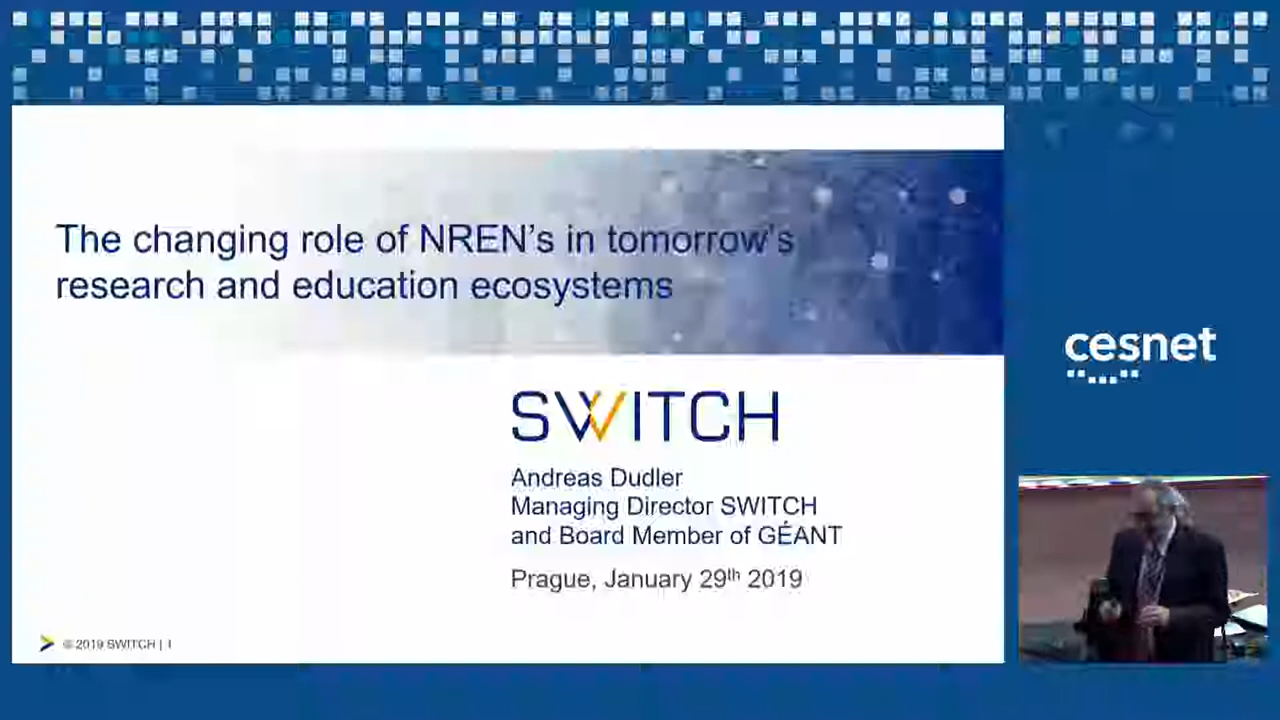 The changing role of NREN's in tomorrow's
research and education ecosystems
SWITCH
Andreas Dudler
Managing Director SWITCH
and Board Member of GÉANT
Prague, January 29th 2019
© 2019 SWITCH | 1
cesnet